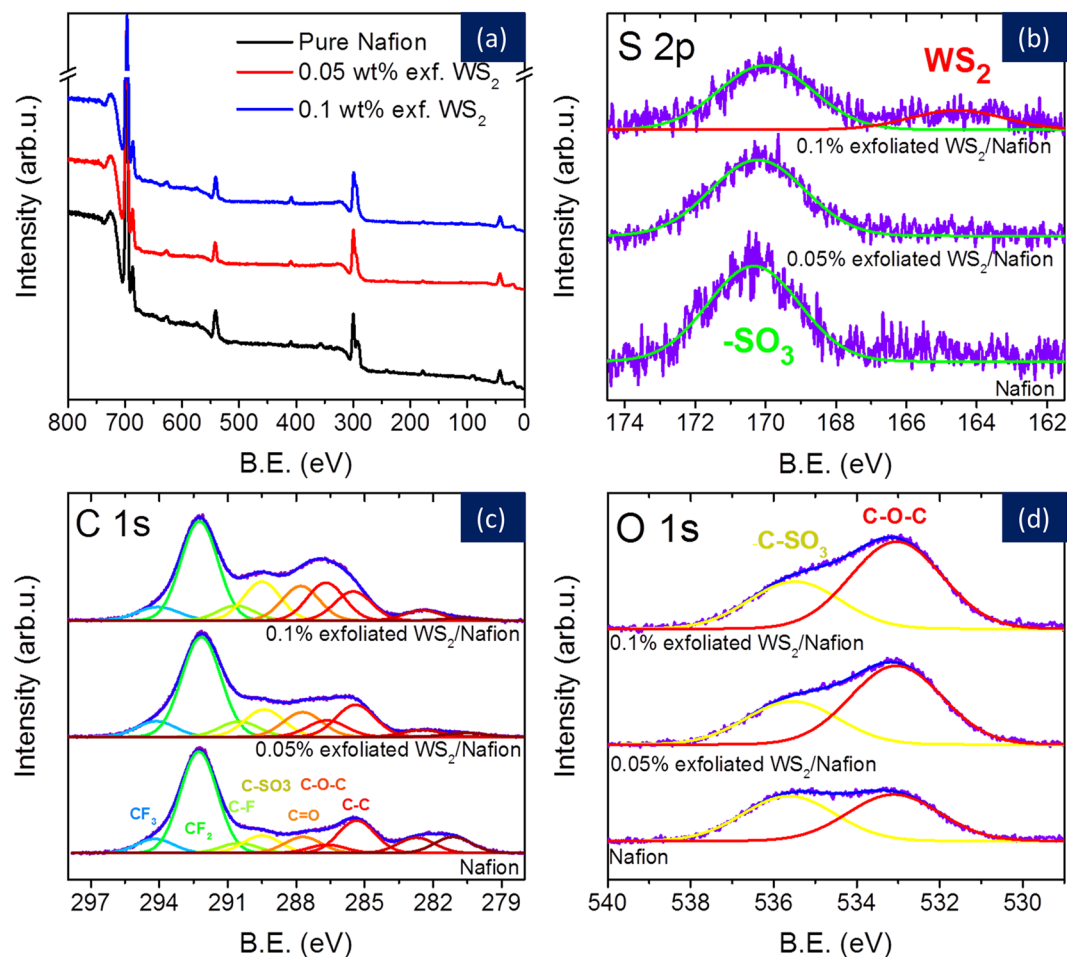 (a)
Pure Nafion
0.05 wt% exf. WS₂
0.1 wt% exf. WS₂
Intensity (arb.u.)
800 700 600 500 400 300 200 100 0
B.E. (eV)
(b)
S 2p
WS₂
0.1% exfoliated WS₂/Nafion
0.05% exfoliated WS₂/Nafion
-SO₃
Nafion
Intensity (arb.u.)
174 172 170 168 166 164 162
B.E. (eV)
(c)
C 1s
0.1% exfoliated WS₂/Nafion
0.05% exfoliated WS₂/Nafion
C-SO3 C-O-C
CF₃ CF₂ C-F C=O C-C
Nafion
Intensity (arb.u.)
297 294 291 288 285 282 279
B.E. (eV)
(d)
O 1s
C-O-C
-C-SO₃
0.1% exfoliated WS₂/Nafion
0.05% exfoliated WS₂/Nafion
Nafion
Intensity (arb.u.)
540 538 536 534 532 530
B.E. (eV)